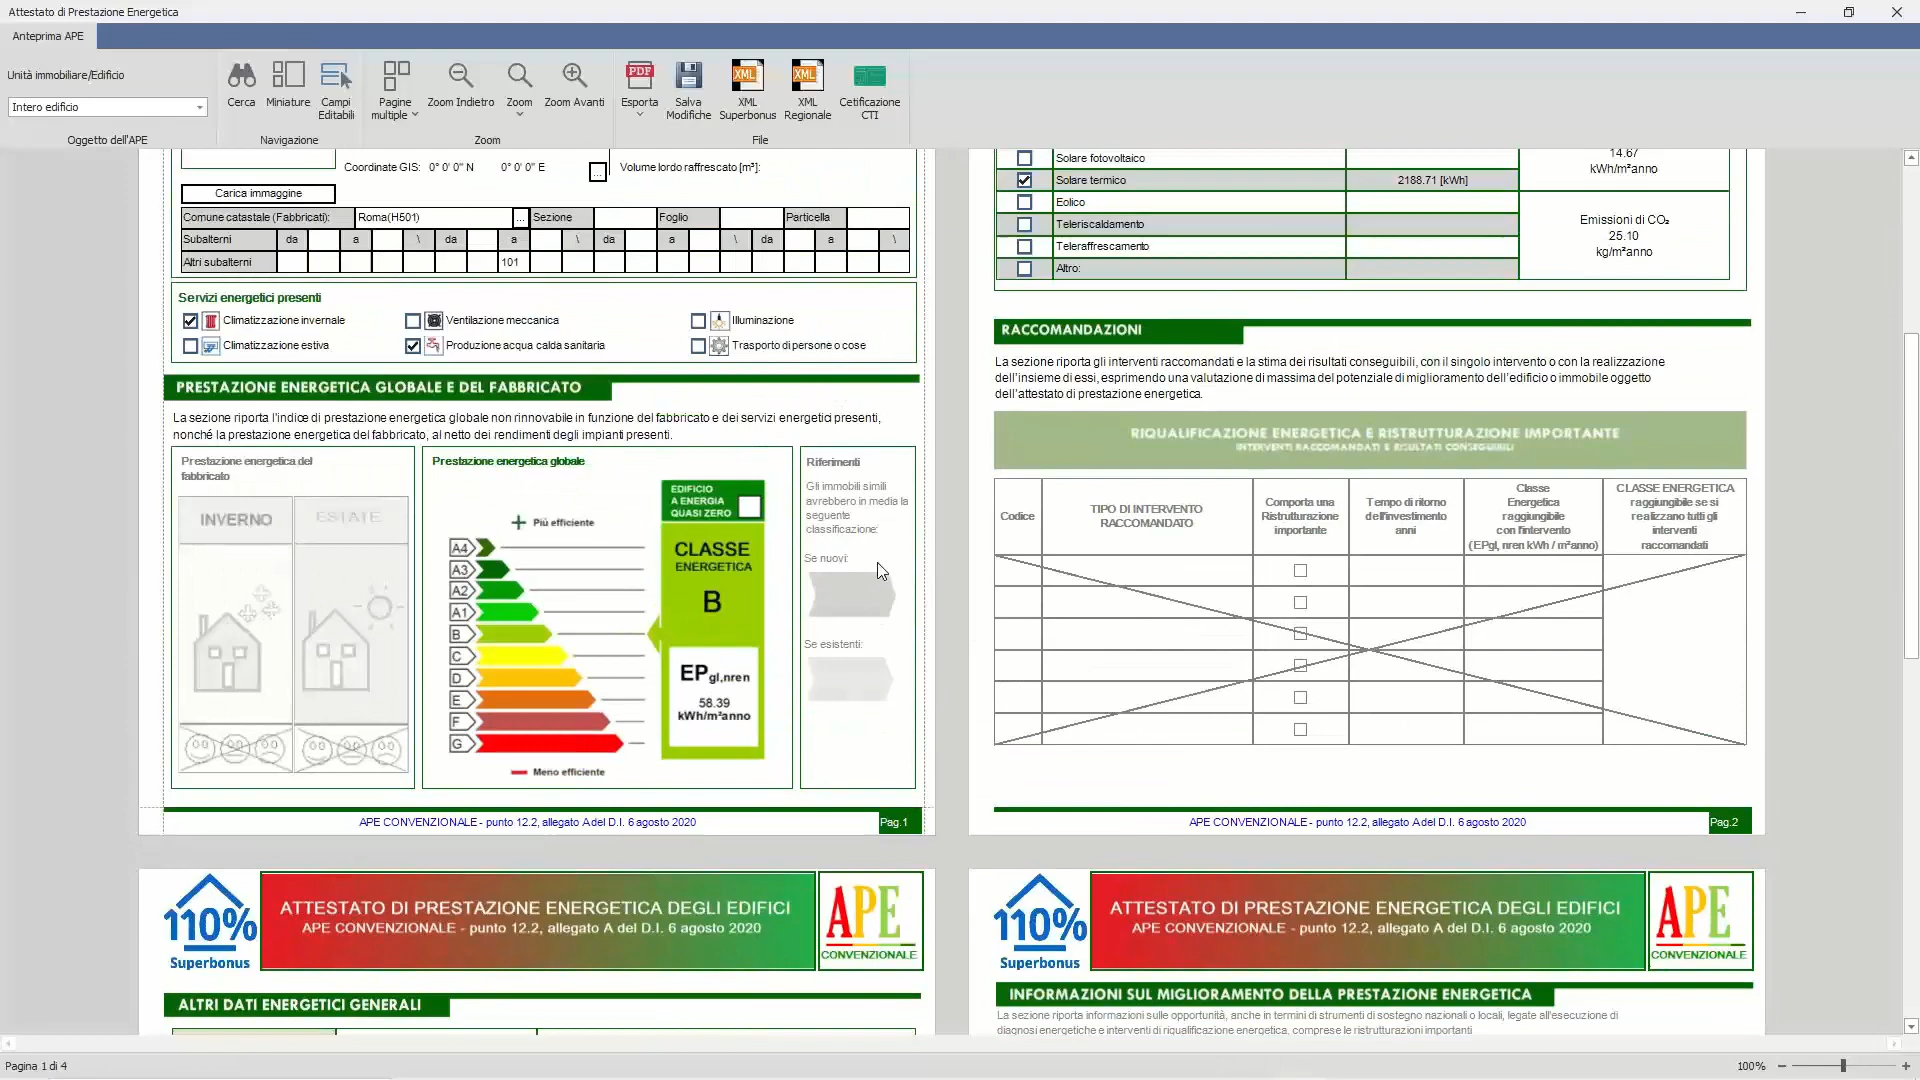 Attestato di Prestazione Energetica
Anteprima APE
Unità immobiliare/Edificio
Intero edificio
Oggetto dell'APE
Cerca
Miniature
Campi
Editabili
Navigazione
Pagine
multiple
Zoom Indietro
Zoom
Zoom Avanti
Zoom
PDF
Esporta
Salva
Modifiche
XML
XML
Superbonus
XML
XML
Regionale
Cetificazione
CTI
File
Coordinate GIS: 0° 0' 0'' N 0° 0' 0'' E ... Volume lordo raffrescato [m³]:
Carica immaggine
Comune catastale (Fabbricati): Roma(H501) ... Sezione Foglio Particella
Subalterni da a \ da a \ da a \ da a \
Altri subalterni 101
Servizi energetici presenti
Climatizzazione invernale Ventilazione meccanica Illuminazione
Climatizzazione estiva Produzione acqua calda sanitaria Trasporto di persone o cose
PRESTAZIONE ENERGETICA GLOBALE E DEL FABBRICATO
La sezione riporta l'indice di prestazione energetica globale non rinnovabile in funzione del fabbricato e dei servizi energetici presenti,
nonché la prestazione energetica del fabbricato, al netto dei rendimenti degli impianti presenti.
Prestazione energetica del
fabbricato
INVERNO ESTATE
Prestazione energetica globale
Più efficiente
A4
A3
A2
A1
B
C
D
E
F
G
Meno efficiente
EDIFICIO
A ENERGIA
QUASI ZERO
CLASSE
ENERGETICA
B
EPgl,nren
58.39
kWh/m²anno
Riferimenti
Gli immobili simili
avrebbero in media la
seguente
classificazione:
Se nuovi:
Se esistenti:
APE CONVENZIONALE - punto 12.2, allegato A del D.I. 6 agosto 2020 Pag.1
Solare fotovoltaico
Solare termico 2188.71 [kWh]
Eolico
Teleriscaldamento
Teleraffrescamento
Altro:
14.67
kWh/m²anno
Emissioni di CO₂
25.10
kg/m²anno
RACCOMANDAZIONI
La sezione riporta gli interventi raccomandati e la stima dei risultati conseguibili, con il singolo intervento o con la realizzazione
dell'insieme di essi, esprimendo una valutazione di massima del potenziale di miglioramento dell'edificio o immobile oggetto
dell'attestato di prestazione energetica.
RIQUALIFICAZIONE ENERGETICA E RISTRUTTURAZIONE IMPORTANTE
INTERVENTI RACCOMANDATI E RISULTATI CONSEGUIBILI
Codice
TIPO DI INTERVENTO
RACCOMANDATO
Comporta una
Ristrutturazione
importante
Tempo di ritorno
dell'investimento
anni
Classe
Energetica
raggiungibile
con l'intervento
(EPgl, nren kWh / m²anno)
CLASSE ENERGETICA
raggiungibile se si
realizzano tutti gli
interventi
raccomandati
APE CONVENZIONALE - punto 12.2, allegato A del D.I. 6 agosto 2020 Pag.2
110%
Superbonus
ATTESTATO DI PRESTAZIONE ENERGETICA DEGLI EDIFICI
APE CONVENZIONALE - punto 12.2, allegato A del D.I. 6 agosto 2020
APE
CONVENZIONALE
ALTRI DATI ENERGETICI GENERALI
110%
Superbonus
ATTESTATO DI PRESTAZIONE ENERGETICA DEGLI EDIFICI
APE CONVENZIONALE - punto 12.2, allegato A del D.I. 6 agosto 2020
APE
CONVENZIONALE
INFORMAZIONI SUL MIGLIORAMENTO DELLA PRESTAZIONE ENERGETICA
La sezione riporta informazioni sulle opportunità, anche in termini di strumenti di sostegno nazionali o locali, legate all'esecuzione di
diagnosi energetiche e interventi di riqualificazione energetica, comprese le ristrutturazioni importanti
Pagina 1 di 4
100%